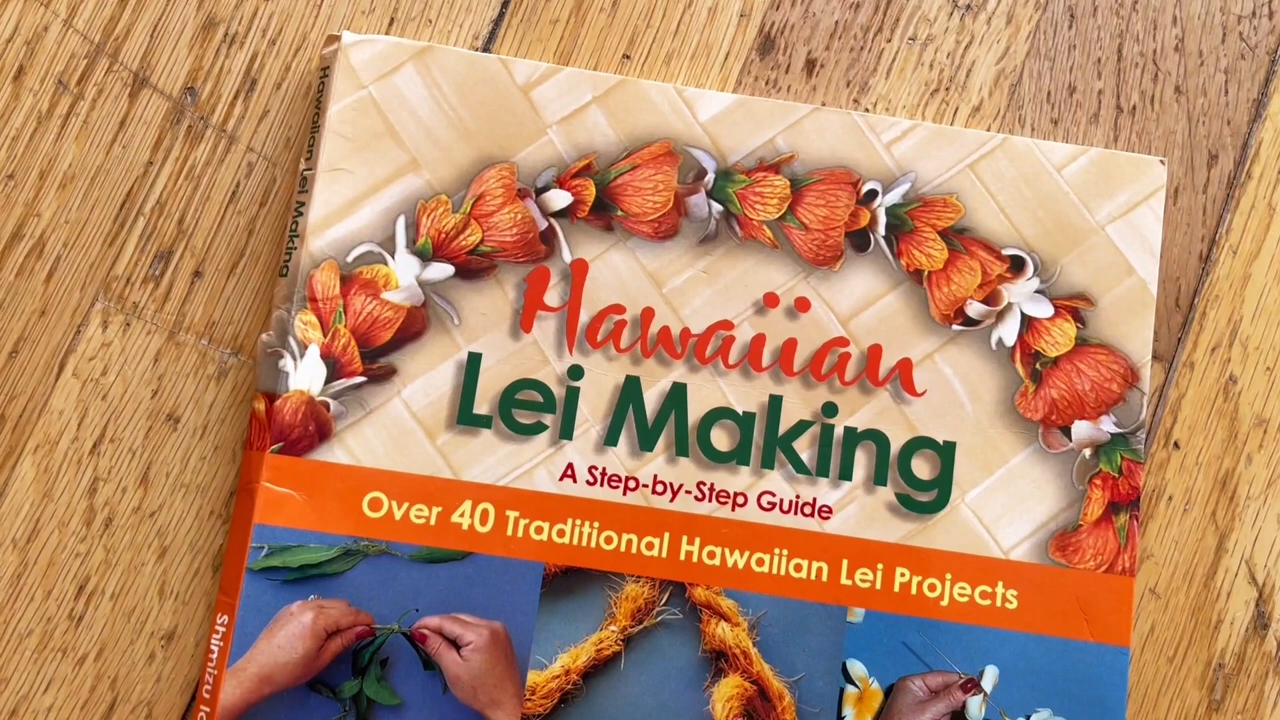 Hawaiian
Lei Making
A Step-by-Step Guide
Over 40 Traditional Hawaiian Lei Projects
Hawaiian Lei Making
Shimizu